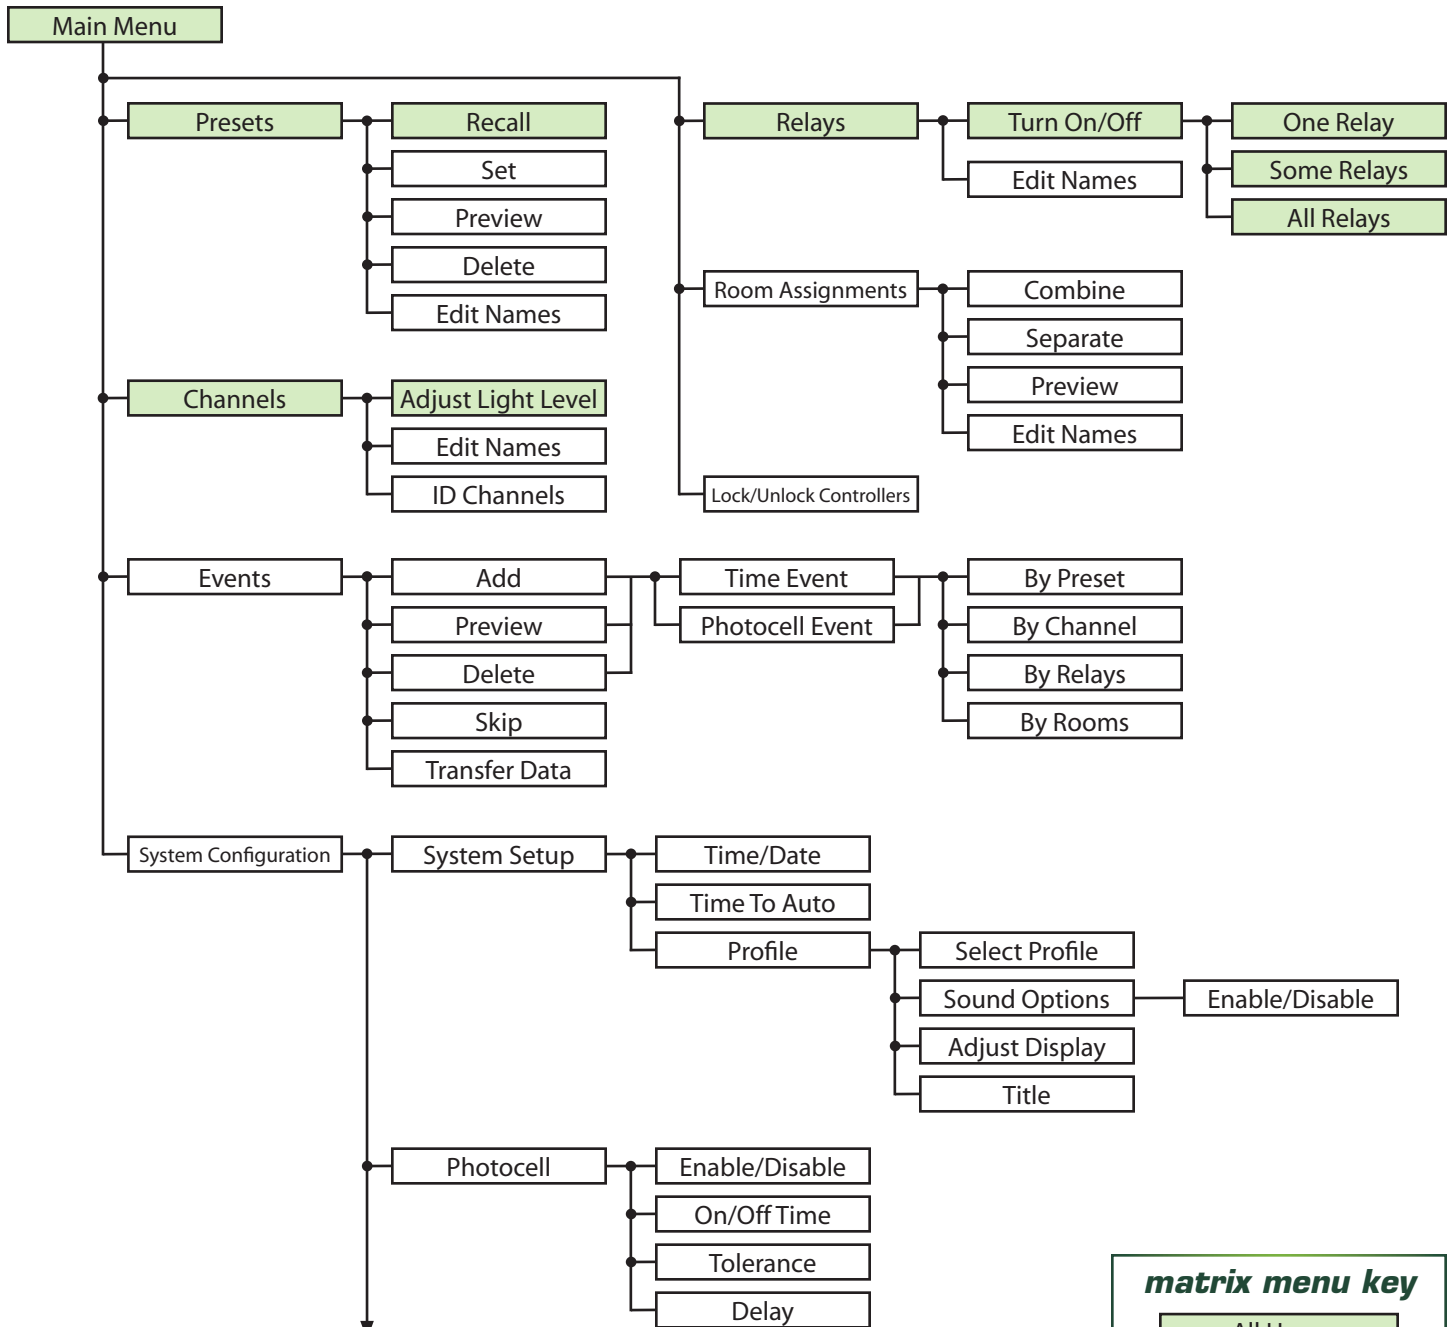 Main Menu
Presets
Recall
Set
Preview
Delete
Edit Names
Channels
Adjust Light Level
Edit Names
ID Channels
Relays
Turn On/Off
Edit Names
One Relay
Some Relays
All Relays
Room Assignments
Combine
Separate
Preview
Edit Names
Lock/Unlock Controllers
Events
Add
Preview
Delete
Skip
Transfer Data
Time Event
Photocell Event
By Preset
By Channel
By Relays
By Rooms
System Configuration
System Setup
Time/Date
Time To Auto
Profile
Select Profile
Sound Options
Enable/Disable
Adjust Display
Title
Photocell
Enable/Disable
On/Off Time
Tolerance
Delay
matrix menu key
All